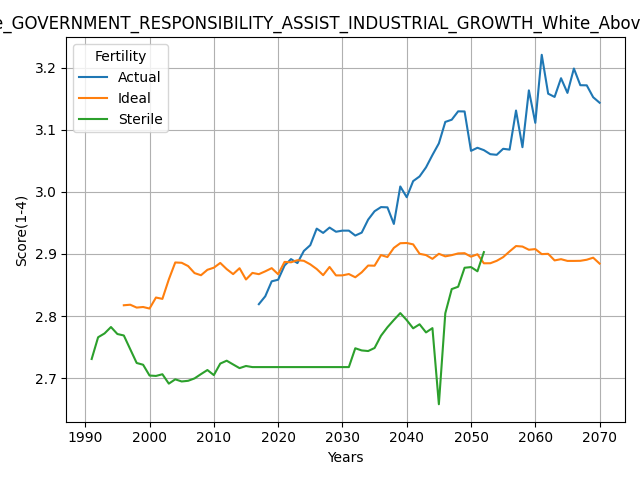 e_GOVERNMENT_RESPONSIBILITY_ASSIST_INDUSTRIAL_GROWTH_White_Abov
Fertility
Actual
Ideal
Sterile
Score(1-4)
3.2
3.1
3.0
2.9
2.8
2.7
1990 2000 2010 2020 2030 2040 2050 2060 2070
Years